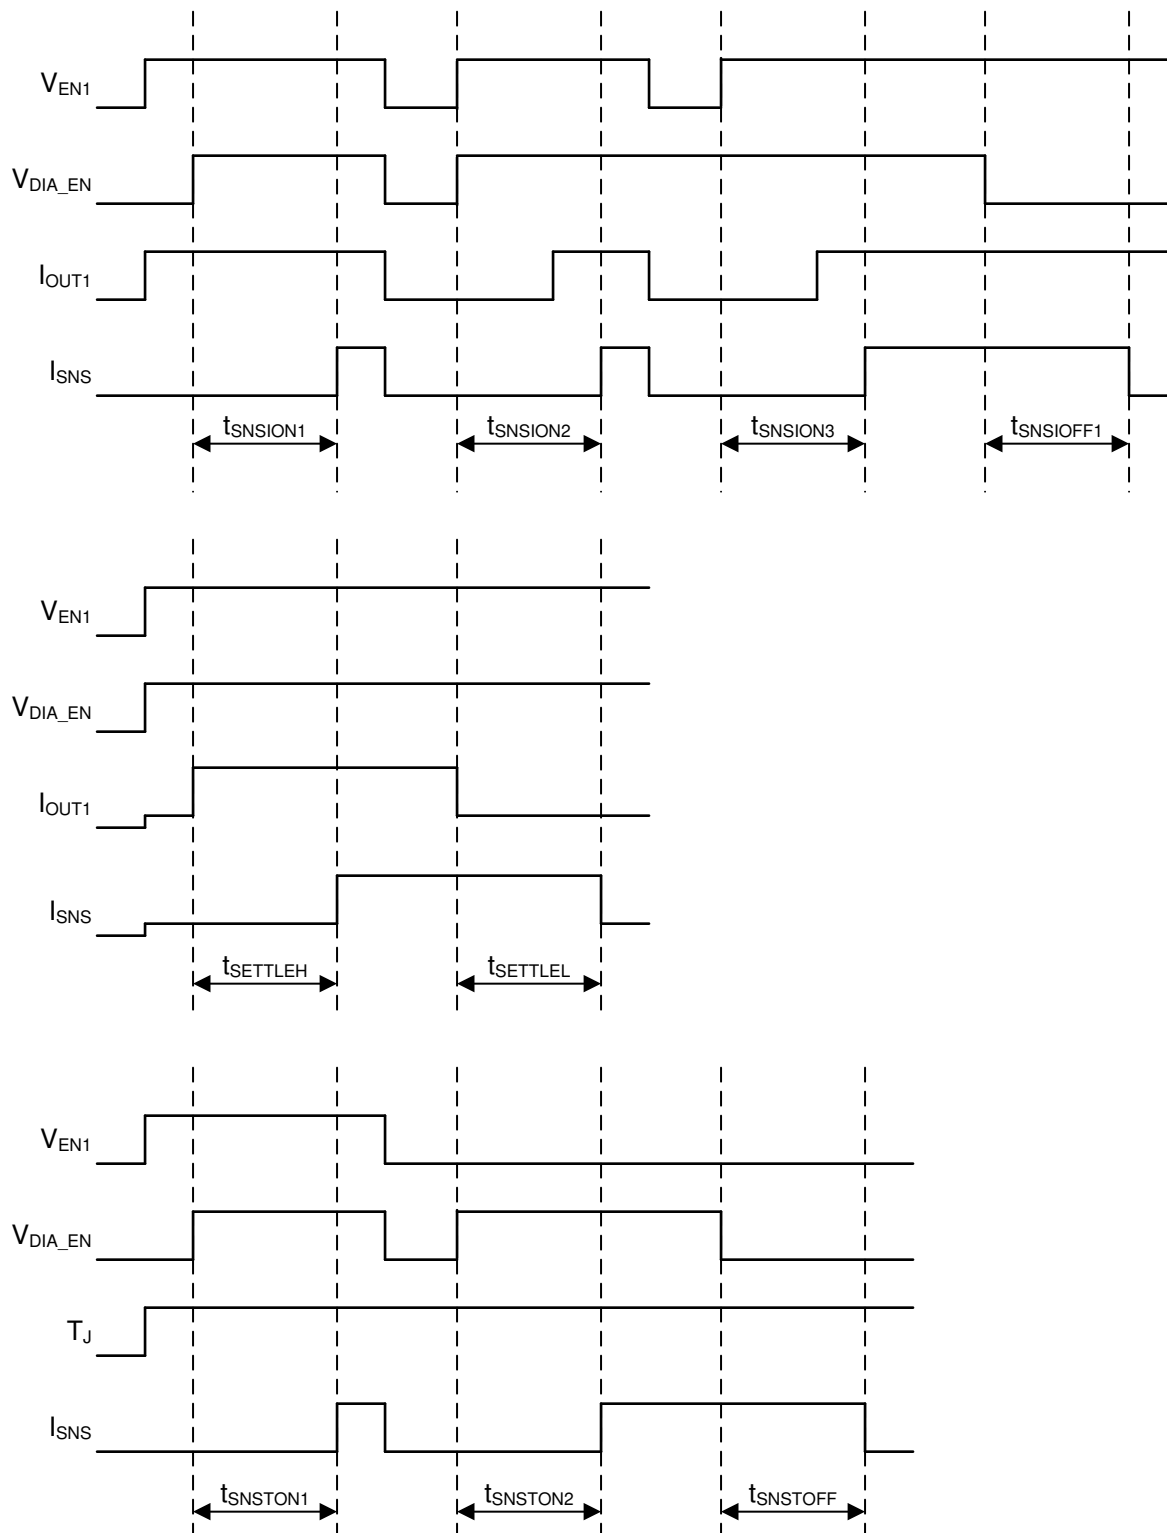 VEN1
VDIA_EN
IOUT1
ISNS
tSNSION1 tSNSION2 tSNSION3 tSNSIOFF1
VEN1
VDIA_EN
IOUT1
ISNS
tSETTLEH tSETTLEL
VEN1
VDIA_EN
TJ
ISNS
tSNSTON1 tSNSTON2 tSNSTOFF